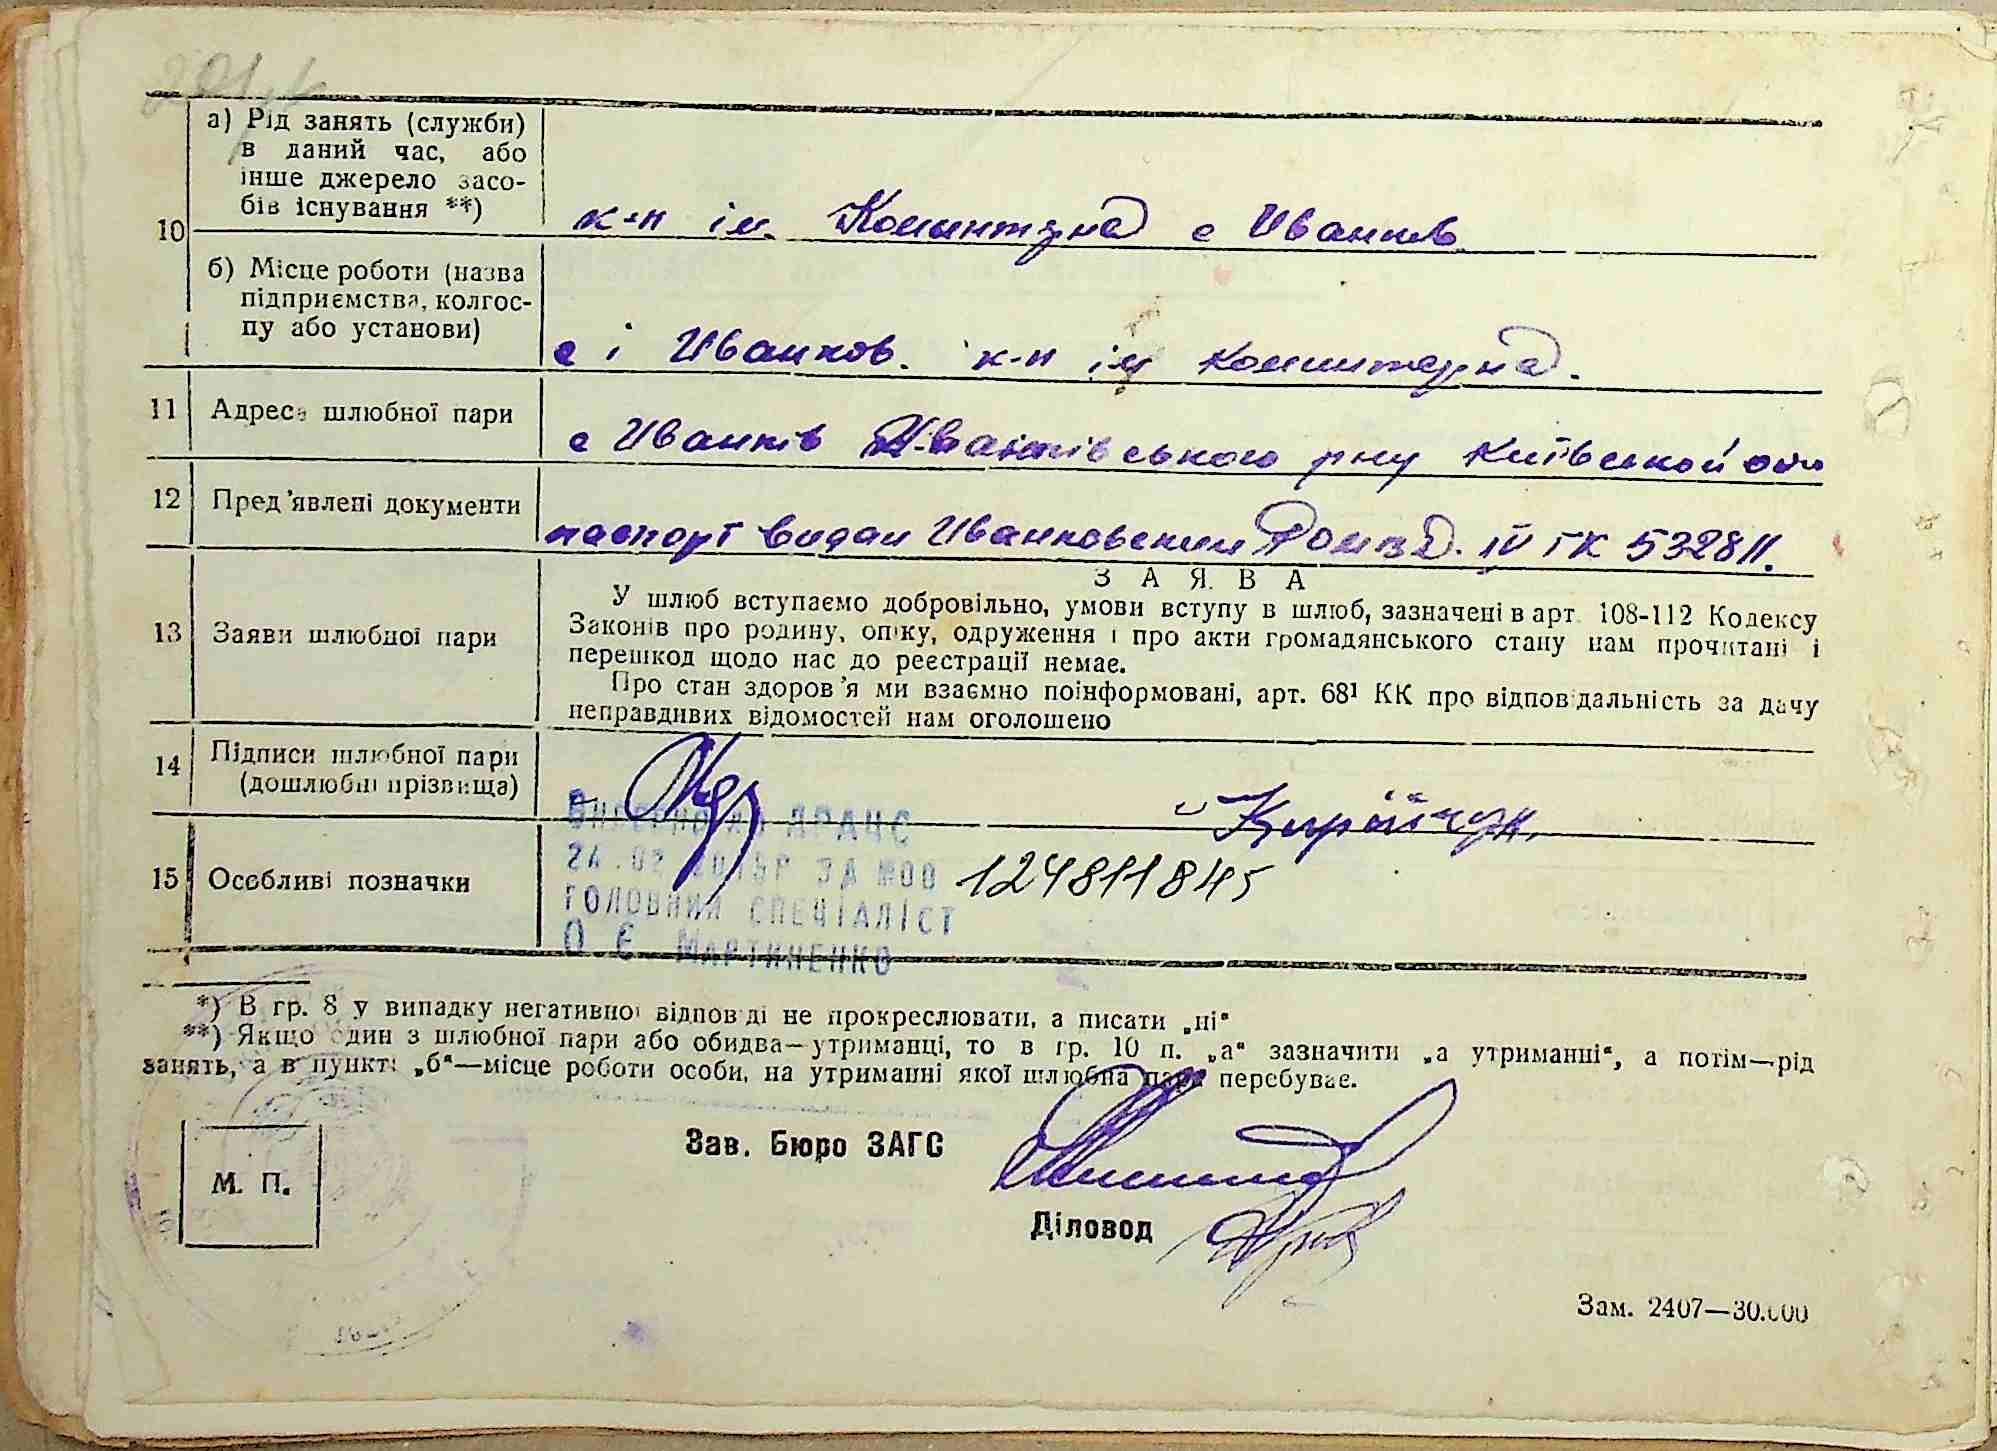 10
а) Рід занять (служби)
в даний час, або
інше джерело засо-
бів існування **)
к-п ім. Комінтерна с Иванків
б) Місце роботи (назва
підприємства, колгос-
пу або установи)
с і Иванков. к-п ім Комінтерна.
11 Адреса шлюбної пари
с Иванків Иванківського р-ну Київськой обл
12 Пред'явлені документи
паспорт видан Иванковским IV ГК 532811.
ЗАЯВА
13 Заяви шлюбної пари
У шлюб вступаємо добровільно, умови вступу в шлюб, зазначені в арт. 108-112 Кодексу
Законів про родину, опіку, одруження і про акти громадянського стану нам прочитані і
перешкод щодо нас до реєстрації немає.
Про стан здоров'я ми взаємно поінформовані, арт. 68¹ КК про відповідальність за дачу
неправдивих відомостей нам оголошено
14 Підписи шлюбної пари
(дошлюбні прізвища)
15 Особливі позначки
ДРАЦС
ЗА №00 124811845
ГОЛОВНИЙ СПЕЦІАЛІСТ
О Є МАРТИНЕНКО
*) В гр. 8 у випадку негативної відповіді не прокреслювати, а писати „ні“
**) Якщо один з шлюбної пари або обидва—утриманці, то в гр. 10 п. „а“ зазначити „а утриманні“, а потім—рід
занять, а в пункті „б“—місце роботи особи, на утриманні якої шлюбна пара перебуває.
Зав. Бюро ЗАГС
М. П.
Діловод
Зам. 2407—30.000